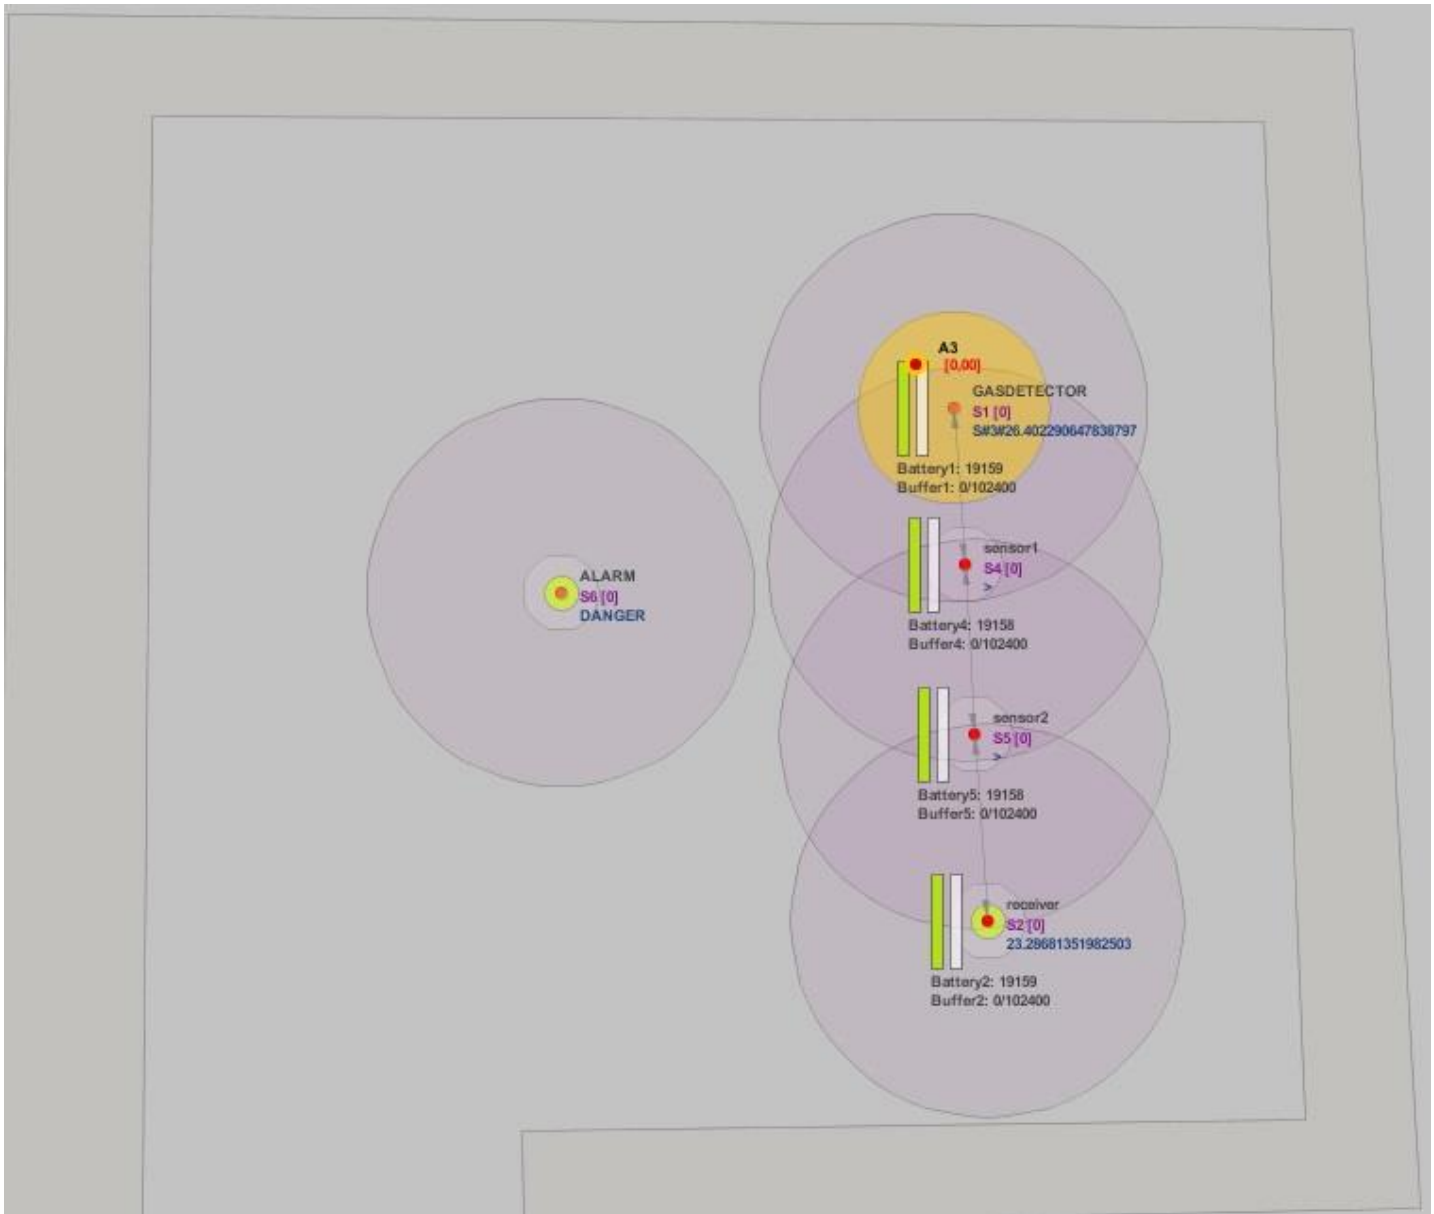 A3
[0,00]
GASDETECTOR
S1 [0]
S#3#26.402290647838797
Battery1: 19159
Buffer1: 0/102400
sensor1
S4 [0]
>
Battery4: 19158
Buffer4: 0/102400
ALARM
S6 [0]
DANGER
sensor2
S5 [0]
>
Battery5: 19158
Buffer5: 0/102400
receiver
S2 [0]
23.28681351982503
Battery2: 19159
Buffer2: 0/102400